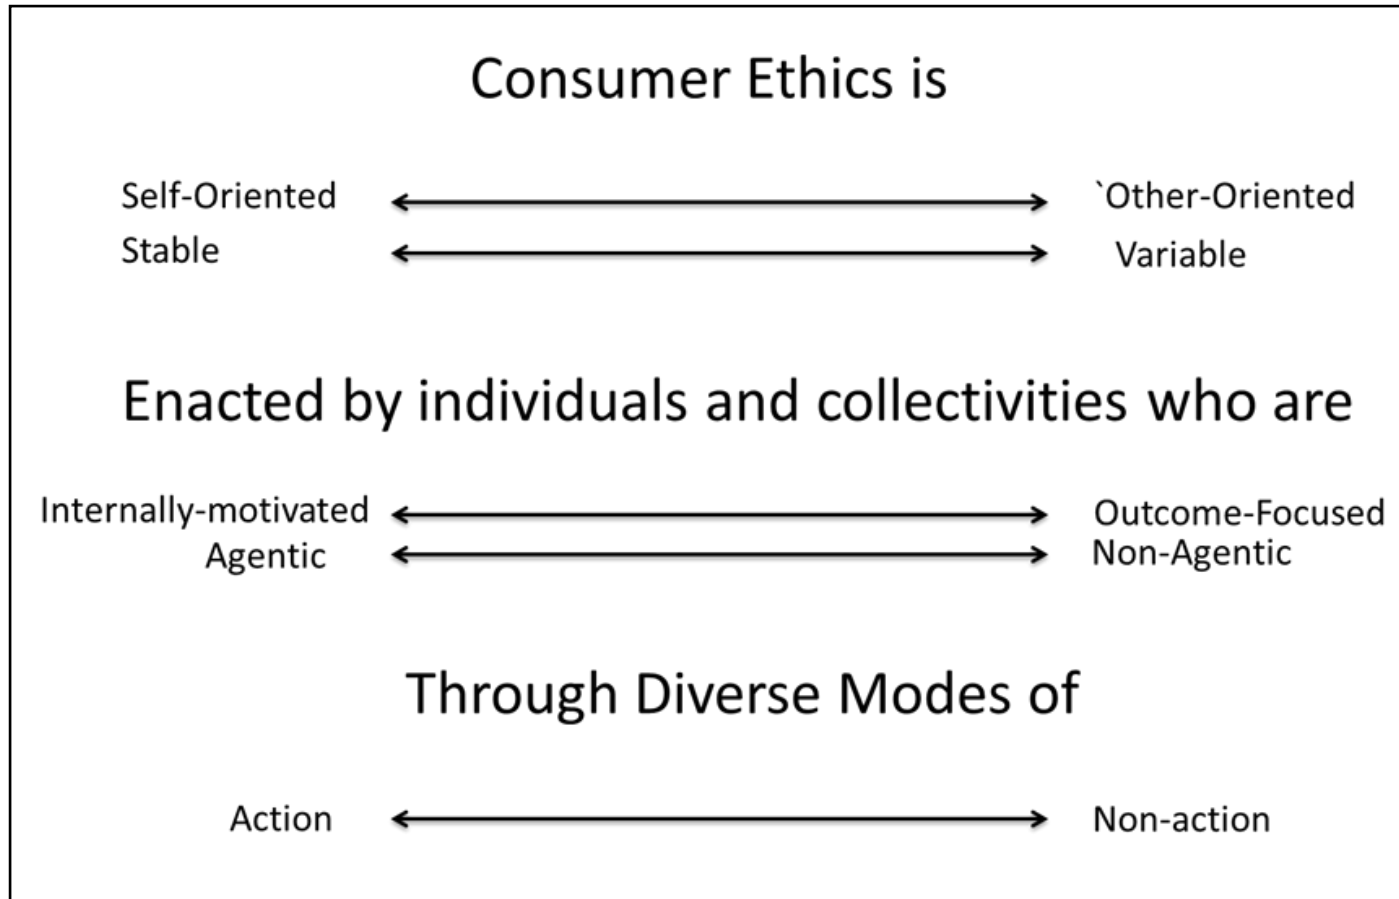 Consumer Ethics is
Self-Oriented `Other-Oriented
Stable Variable
Enacted by individuals and collectivities who are
Internally-motivated Outcome-Focused
Agentic Non-Agentic
Through Diverse Modes of
Action Non-action